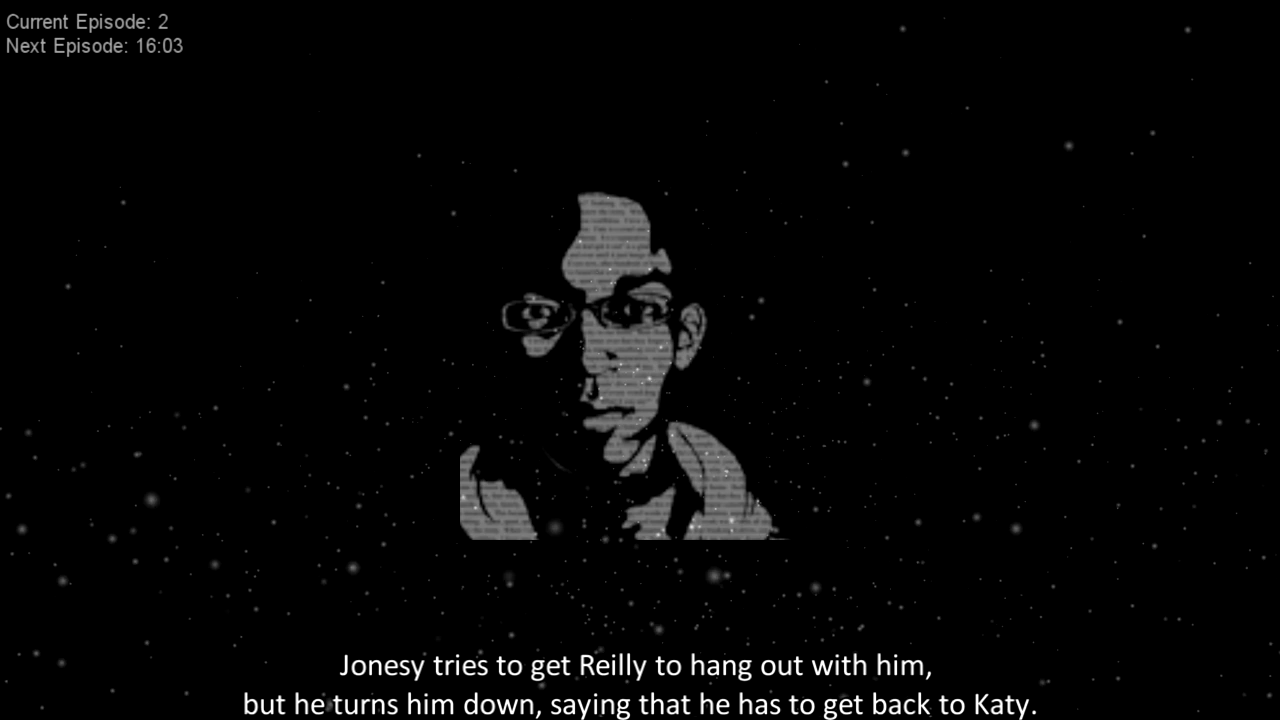 Current Episode: 2
Next Episode: 16:03
Jonesy tries to get Reilly to hang out with him,
but he turns him down, saying that he has to get back to Katy.